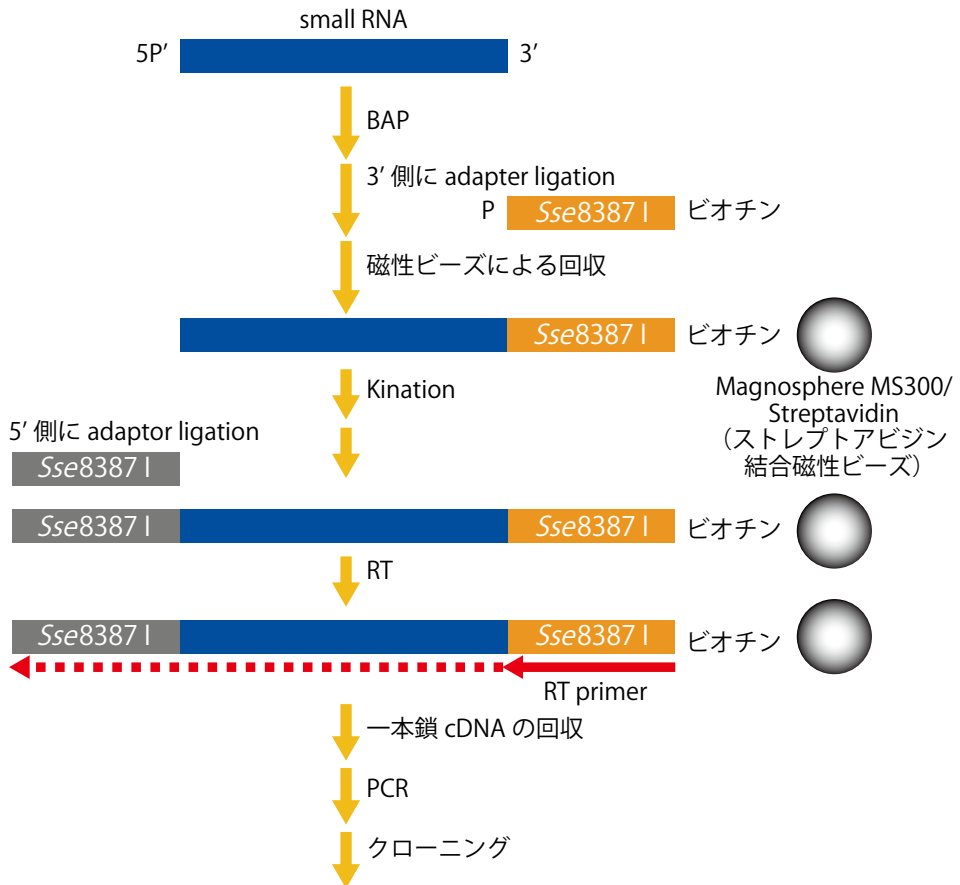 small RNA
5P’
3’
BAP
3’ 側に adapter ligation
P
Sse8387 I
ビオチン
磁性ビーズによる回収
Sse8387 I
ビオチン
Magnosphere MS300/
Streptavidin
（ストレプトアビジン
結合磁性ビーズ）
Kination
5’ 側に adaptor ligation
Sse8387 I
Sse8387 I
Sse8387 I
ビオチン
RT
Sse8387 I
Sse8387 I
ビオチン
RT primer
一本鎖 cDNA の回収
PCR
クローニング